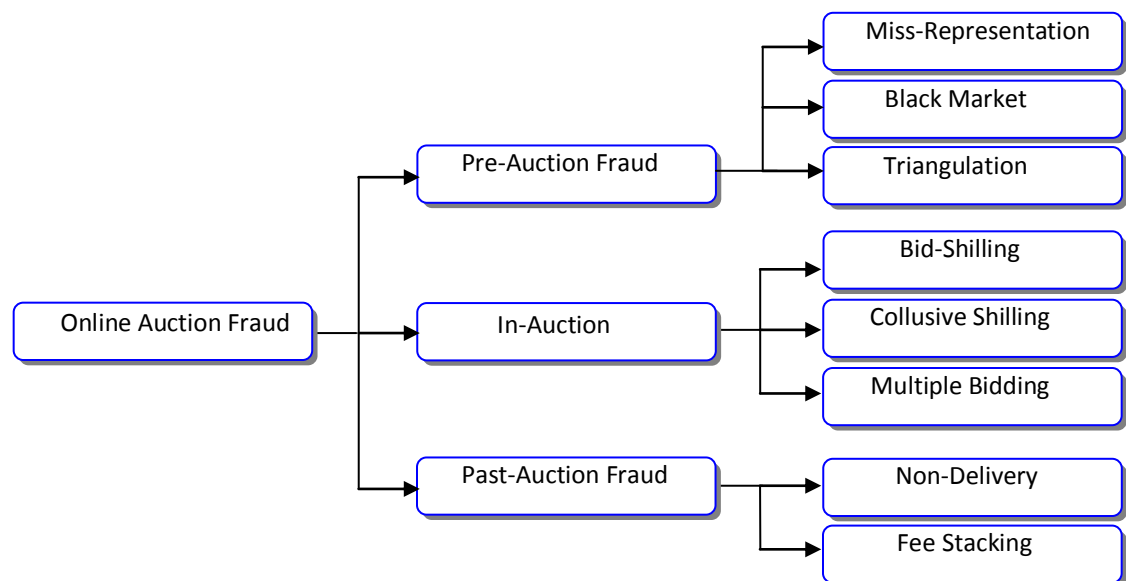 Online Auction Fraud
Pre-Auction Fraud
Miss-Representation
Black Market
Triangulation
In-Auction
Bid-Shilling
Collusive Shilling
Multiple Bidding
Past-Auction Fraud
Non-Delivery
Fee Stacking